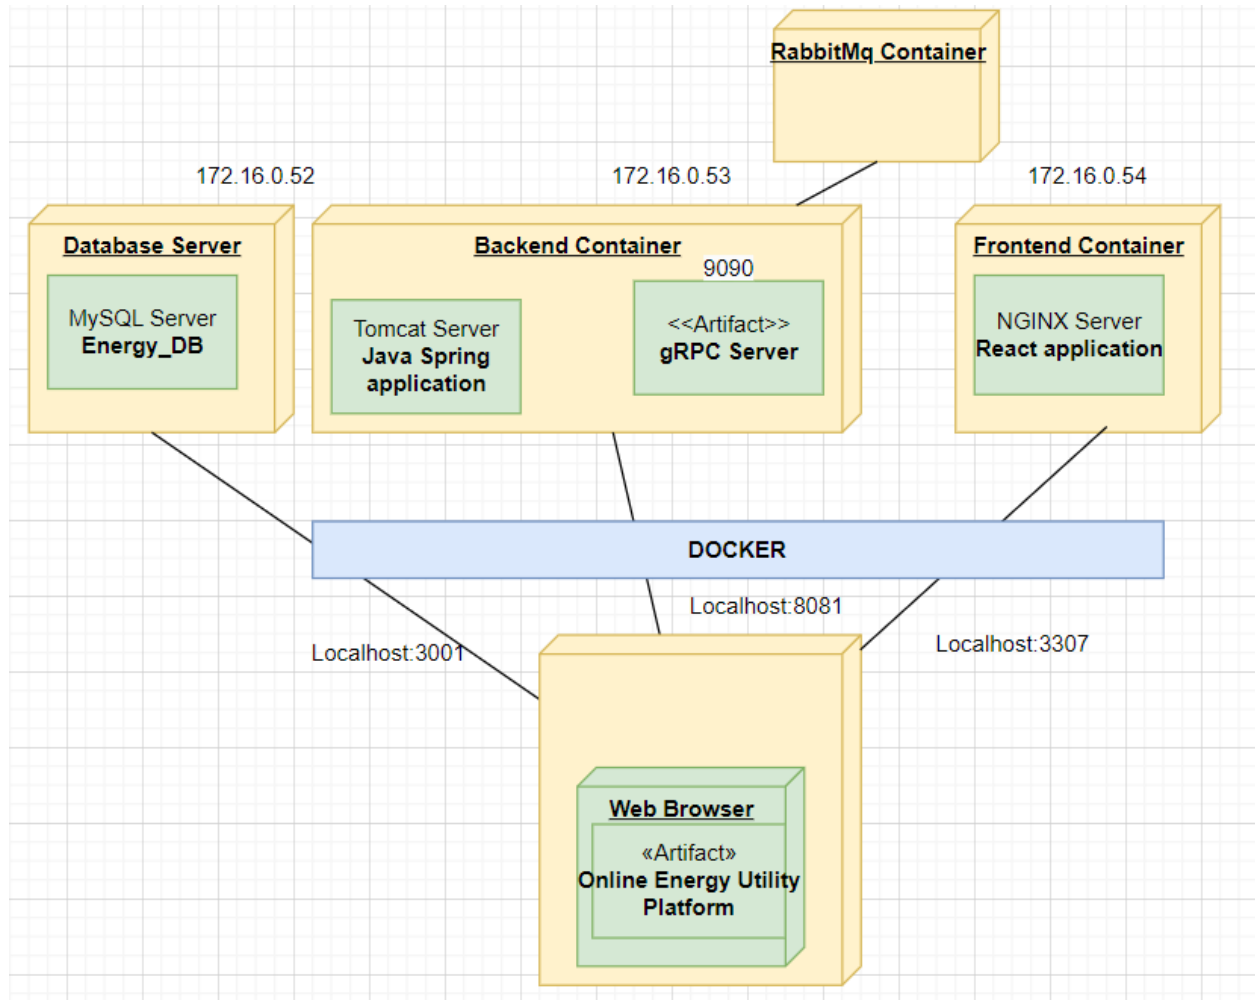 RabbitMq Container
172.16.0.52
172.16.0.53
172.16.0.54
Database Server
MySQL Server
Energy_DB
Backend Container
Tomcat Server
Java Spring
application
9090
<<Artifact>>
gRPC Server
Frontend Container
NGINX Server
React application
DOCKER
Localhost:3001
Localhost:8081
Localhost:3307
Web Browser
«Artifact»
Online Energy Utility
Platform